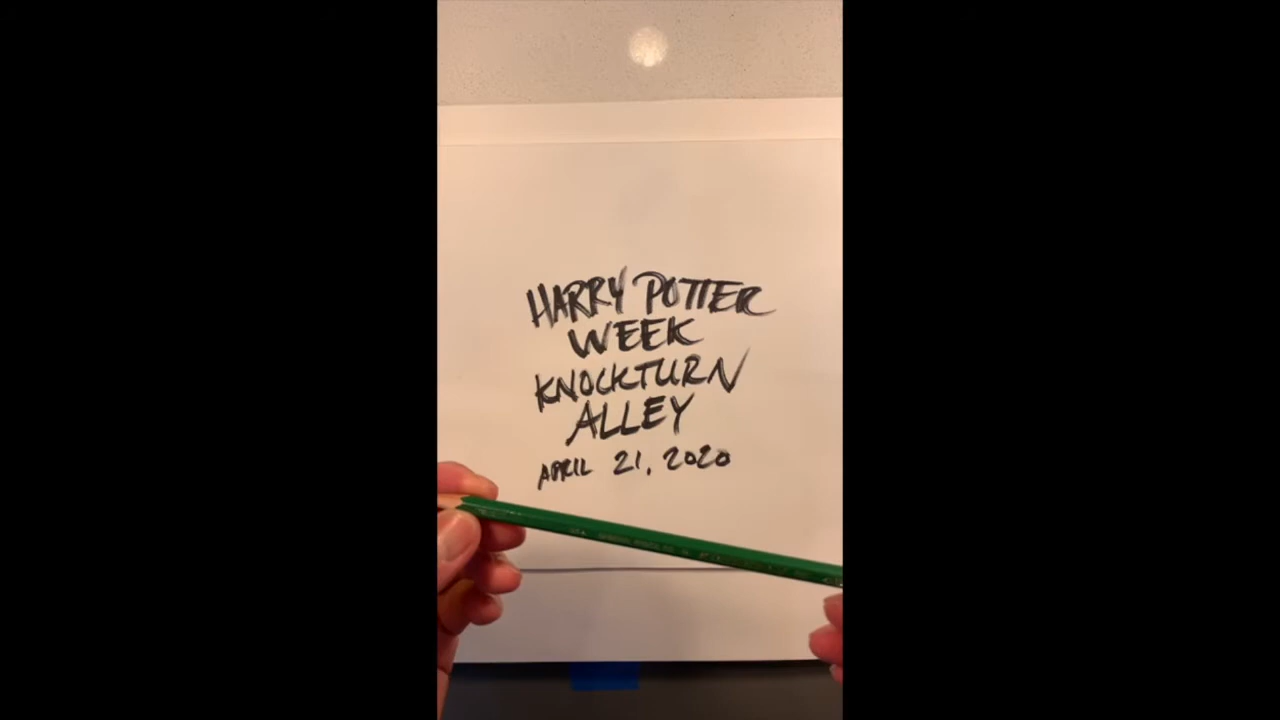 HARRY POTTER
WEEK
KNOCKTURN
ALLEY
APRIL 21, 2020